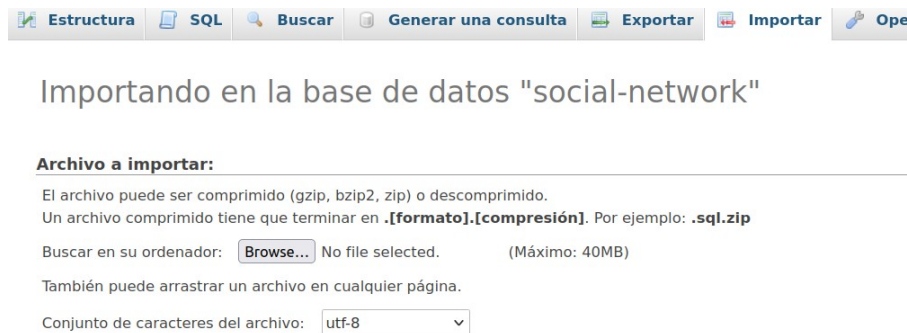 Estructura SQL Buscar Generar una consulta Exportar Importar Ope
Importando en la base de datos "social-network"
Archivo a importar:
El archivo puede ser comprimido (gzip, bzip2, zip) o descomprimido.
Un archivo comprimido tiene que terminar en .[formato].[compresión]. Por ejemplo: .sql.zip
Buscar en su ordenador: Browse... No file selected. (Máximo: 40MB)
También puede arrastrar un archivo en cualquier página.
Conjunto de caracteres del archivo: utf-8